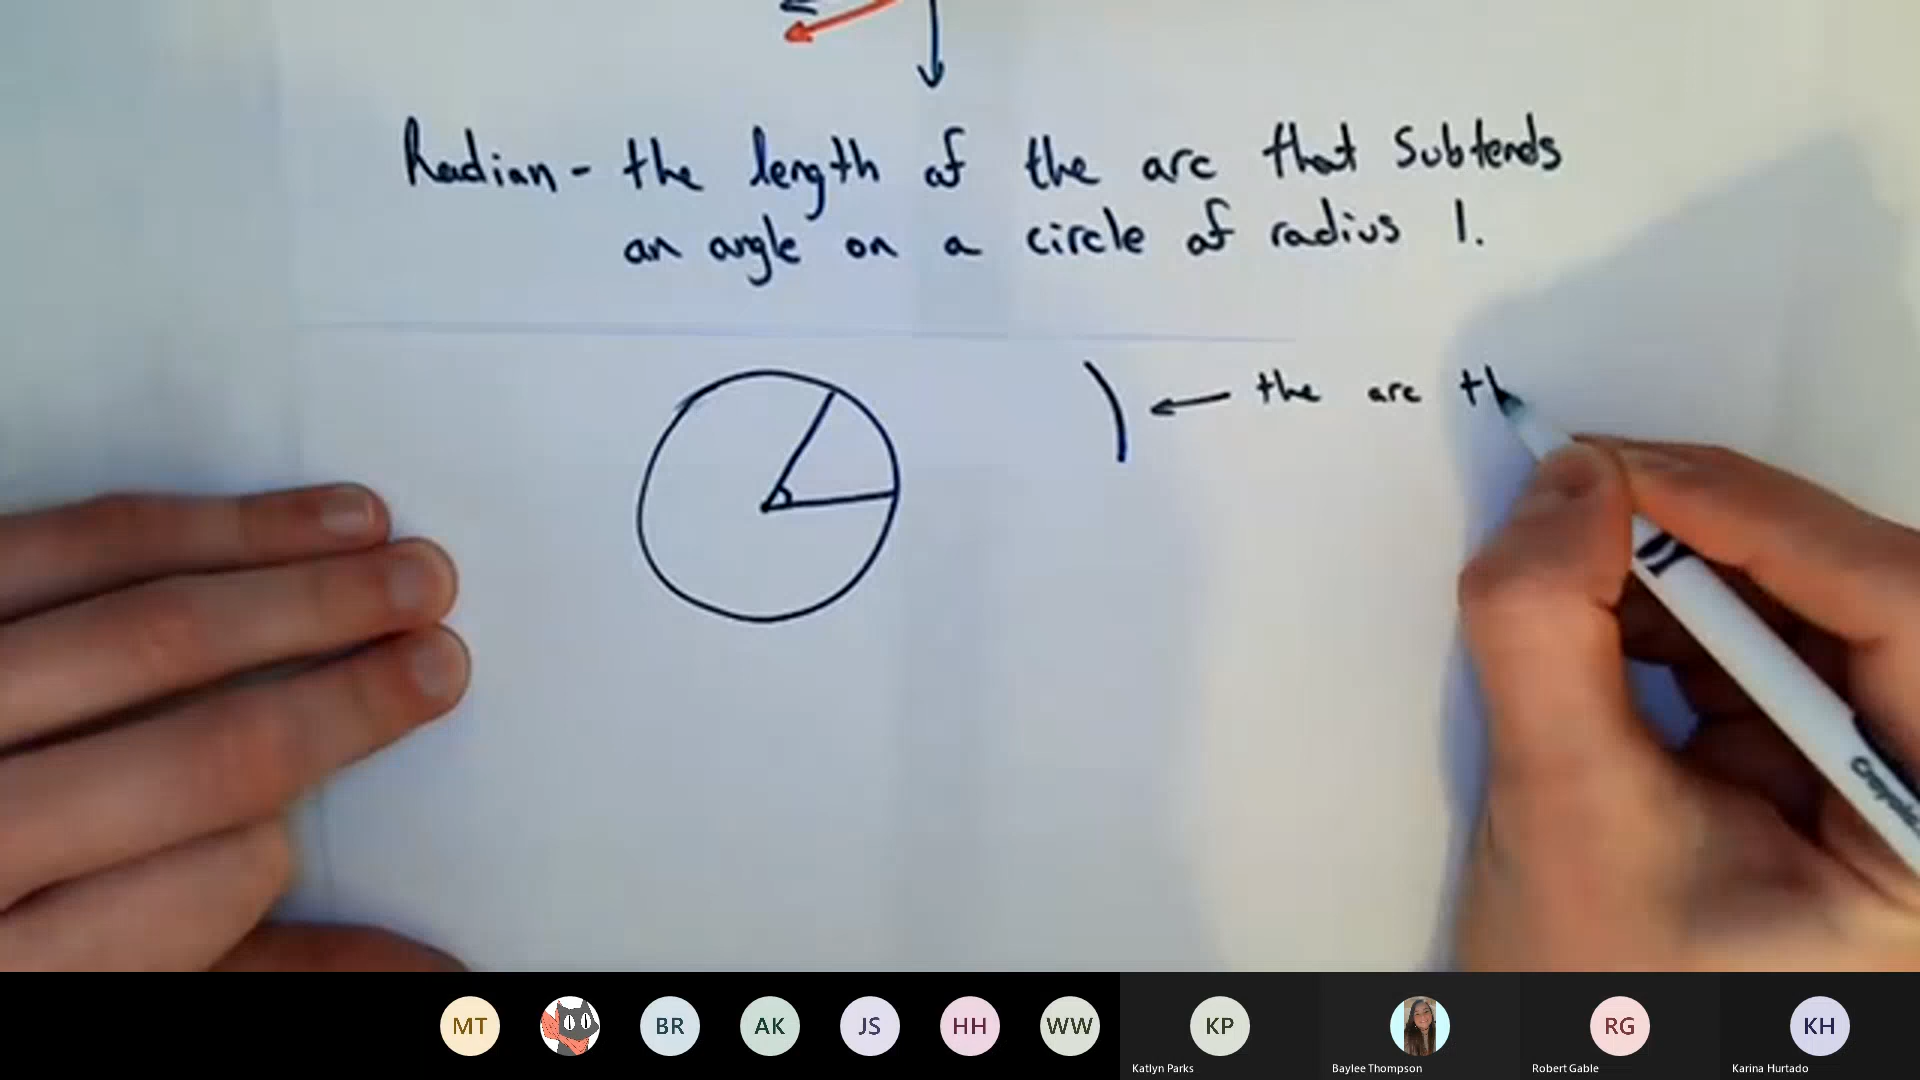 Radian - the length of the arc that Subtends
an angle on a circle of radius 1.
← the arc th
Crayola
MT BR AK JS HH WW KP RG KH
Katlyn Parks Baylee Thompson Robert Gable Karina Hurtado